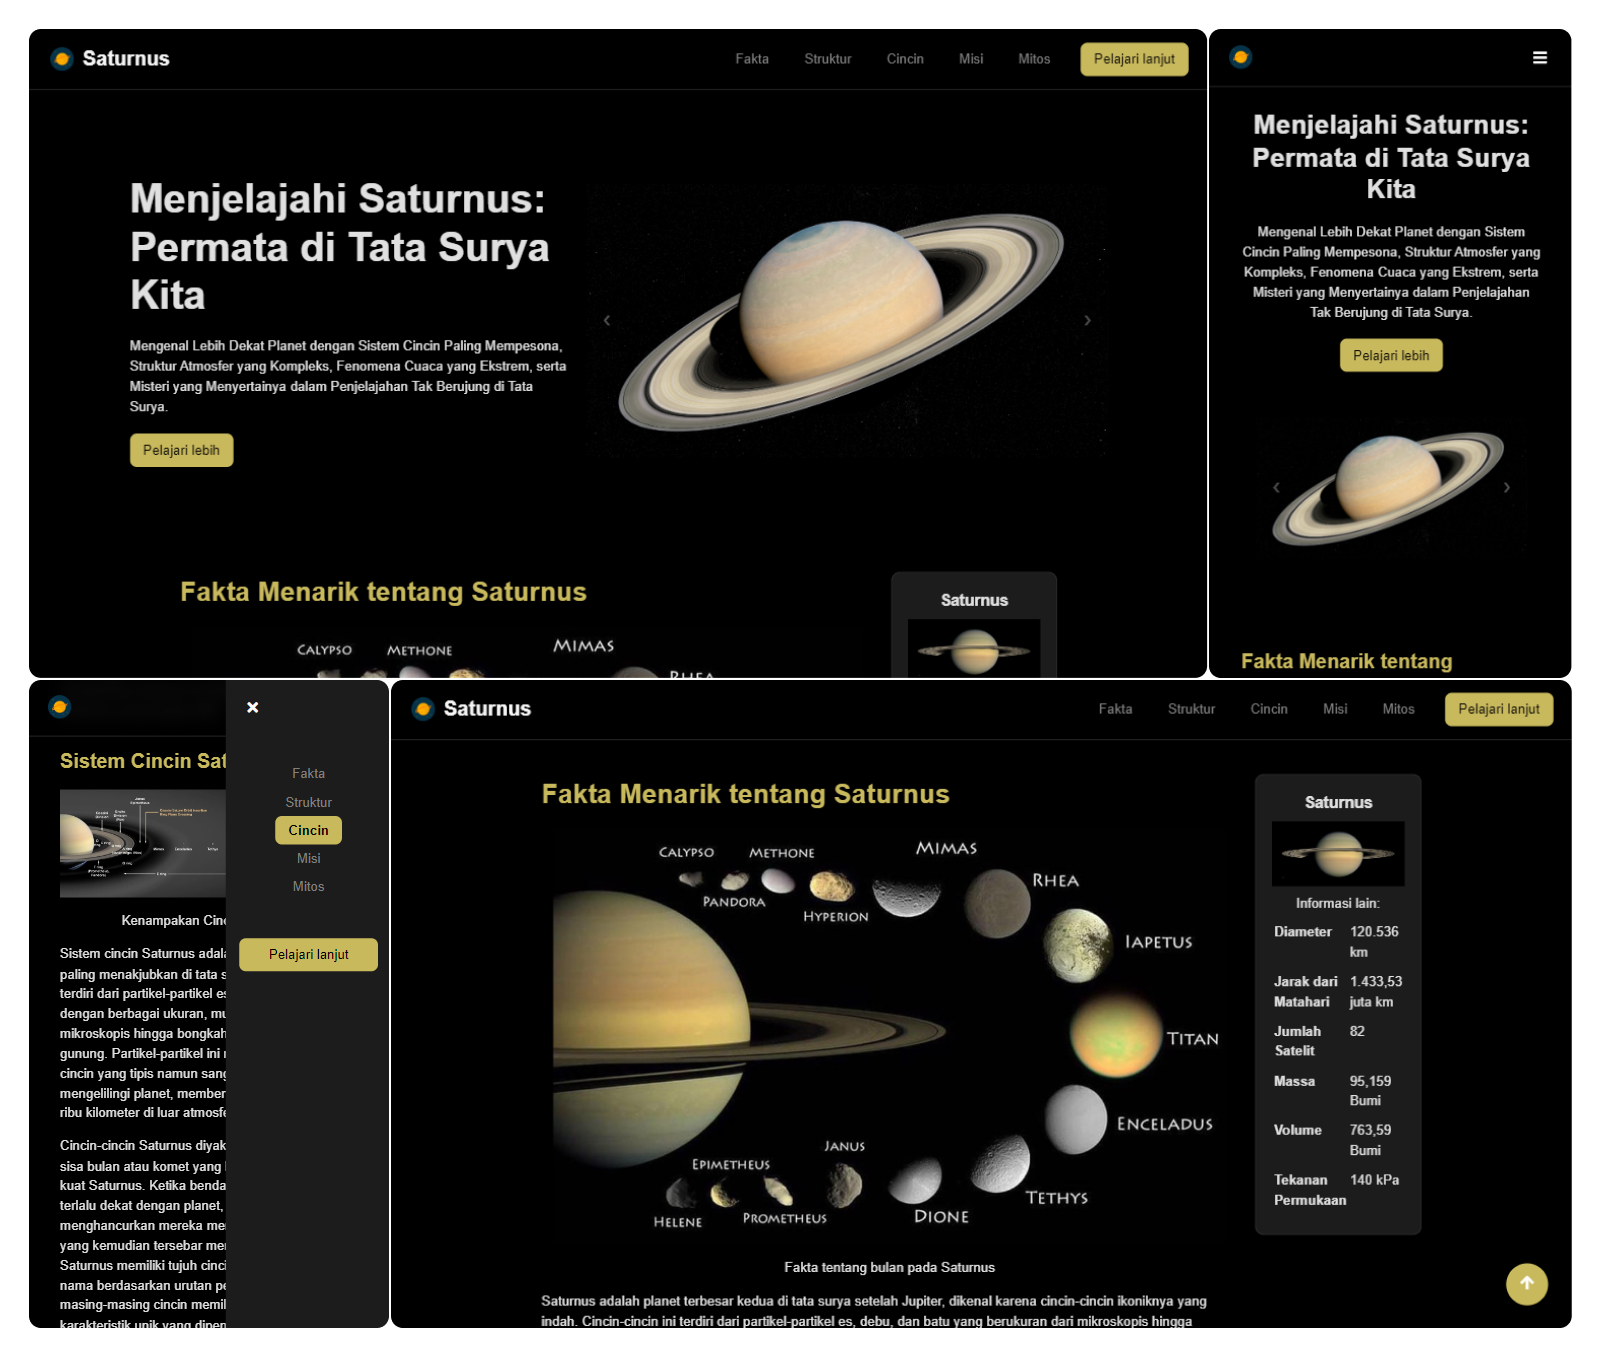 Saturnus
Fakta
Struktur
Cincin
Misi
Mitos
Pelajari lanjut
Menjelajahi Saturnus:
Permata di Tata Surya
Kita
Mengenal Lebih Dekat Planet dengan Sistem Cincin Paling Mempesona,
Struktur Atmosfer yang Kompleks, Fenomena Cuaca yang Ekstrem, serta
Misteri yang Menyertainya dalam Penjelajahan Tak Berujung di Tata
Surya.
Pelajari lebih
Fakta Menarik tentang Saturnus
CALYPSO
METHONE
MIMAS
RHEA
Saturnus
Menjelajahi Saturnus:
Permata di Tata Surya
Kita
Mengenal Lebih Dekat Planet dengan Sistem
Cincin Paling Mempesona, Struktur Atmosfer yang
Kompleks, Fenomena Cuaca yang Ekstrem, serta
Misteri yang Menyertainya dalam Penjelajahan
Tak Berujung di Tata Surya.
Pelajari lebih
Fakta Menarik tentang
Sistem Cincin Sat
Kenampakan Cinc
Sistem cincin Saturnus adala
paling menakjubkan di tata s
terdiri dari partikel-partikel es
dengan berbagai ukuran, mu
mikroskopis hingga bongkah
gunung. Partikel-partikel ini
cincin yang tipis namun sang
mengelilingi planet, member
ribu kilometer di luar atmosfe
Cincin-cincin Saturnus diyak
sisa bulan atau komet yang
kuat Saturnus. Ketika benda
terlalu dekat dengan planet,
menghancurkan mereka me
yang kemudian tersebar me
Saturnus memiliki tujuh cinci
nama berdasarkan urutan pe
masing-masing cincin memil
karakteristik unik yang dipen
Fakta
Struktur
Cincin
Misi
Mitos
Pelajari lanjut
Saturnus
Fakta
Struktur
Cincin
Misi
Mitos
Pelajari lanjut
Fakta Menarik tentang Saturnus
CALYPSO
METHONE
MIMAS
PANDORA
HYPERION
RHEA
IAPETUS
TITAN
ENCELADUS
JANUS
EPIMETHEUS
TETHYS
HELENE
PROMETHEUS
DIONE
Fakta tentang bulan pada Saturnus
Saturnus adalah planet terbesar kedua di tata surya setelah Jupiter, dikenal karena cincin-cincin ikoniknya yang
indah. Cincin-cincin ini terdiri dari partikel-partikel es, debu, dan batu yang berukuran dari mikroskopis hingga
Saturnus
Informasi lain:
Diameter 120.536
km
Jarak dari 1.433,53
Matahari juta km
Jumlah 82
Satelit
Massa 95,159
Bumi
Volume 763,59
Bumi
Tekanan 140 kPa
Permukaan